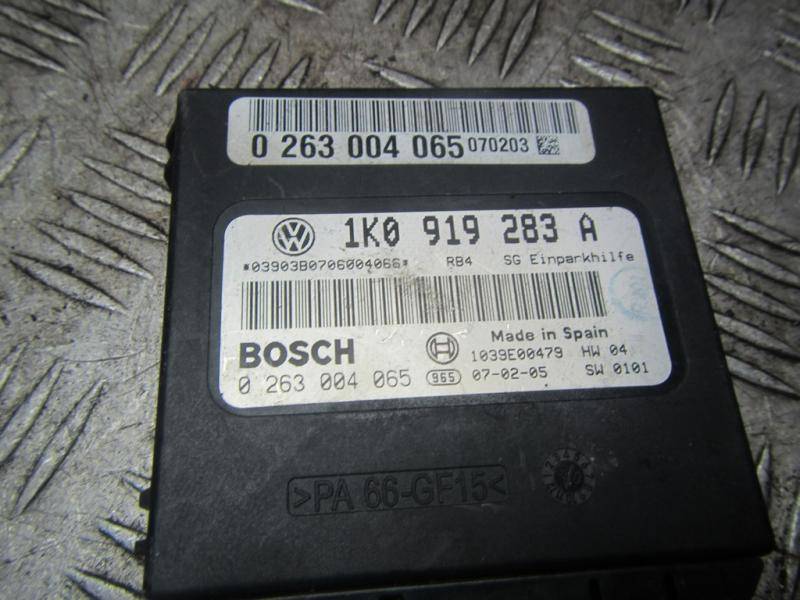 0 263 004 065 070203
1K0 919 283 A
*03903B0706004066* RB4 SG Einparkhilfe
Made in Spain
BOSCH 1039E00479 HW 04
0 263 004 065 965 07-02-05 SW 0101
>PA 66-GF15<